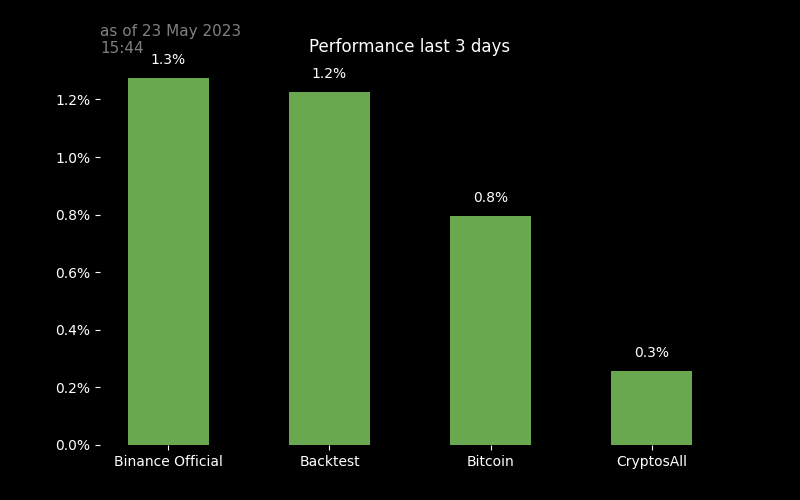 as of 23 May 2023
15:44
Performance last 3 days
1.3%
1.2%
0.8%
0.3%
1.2%
1.0%
0.8%
0.6%
0.4%
0.2%
0.0%
Binance Official
Backtest
Bitcoin
CryptosAll